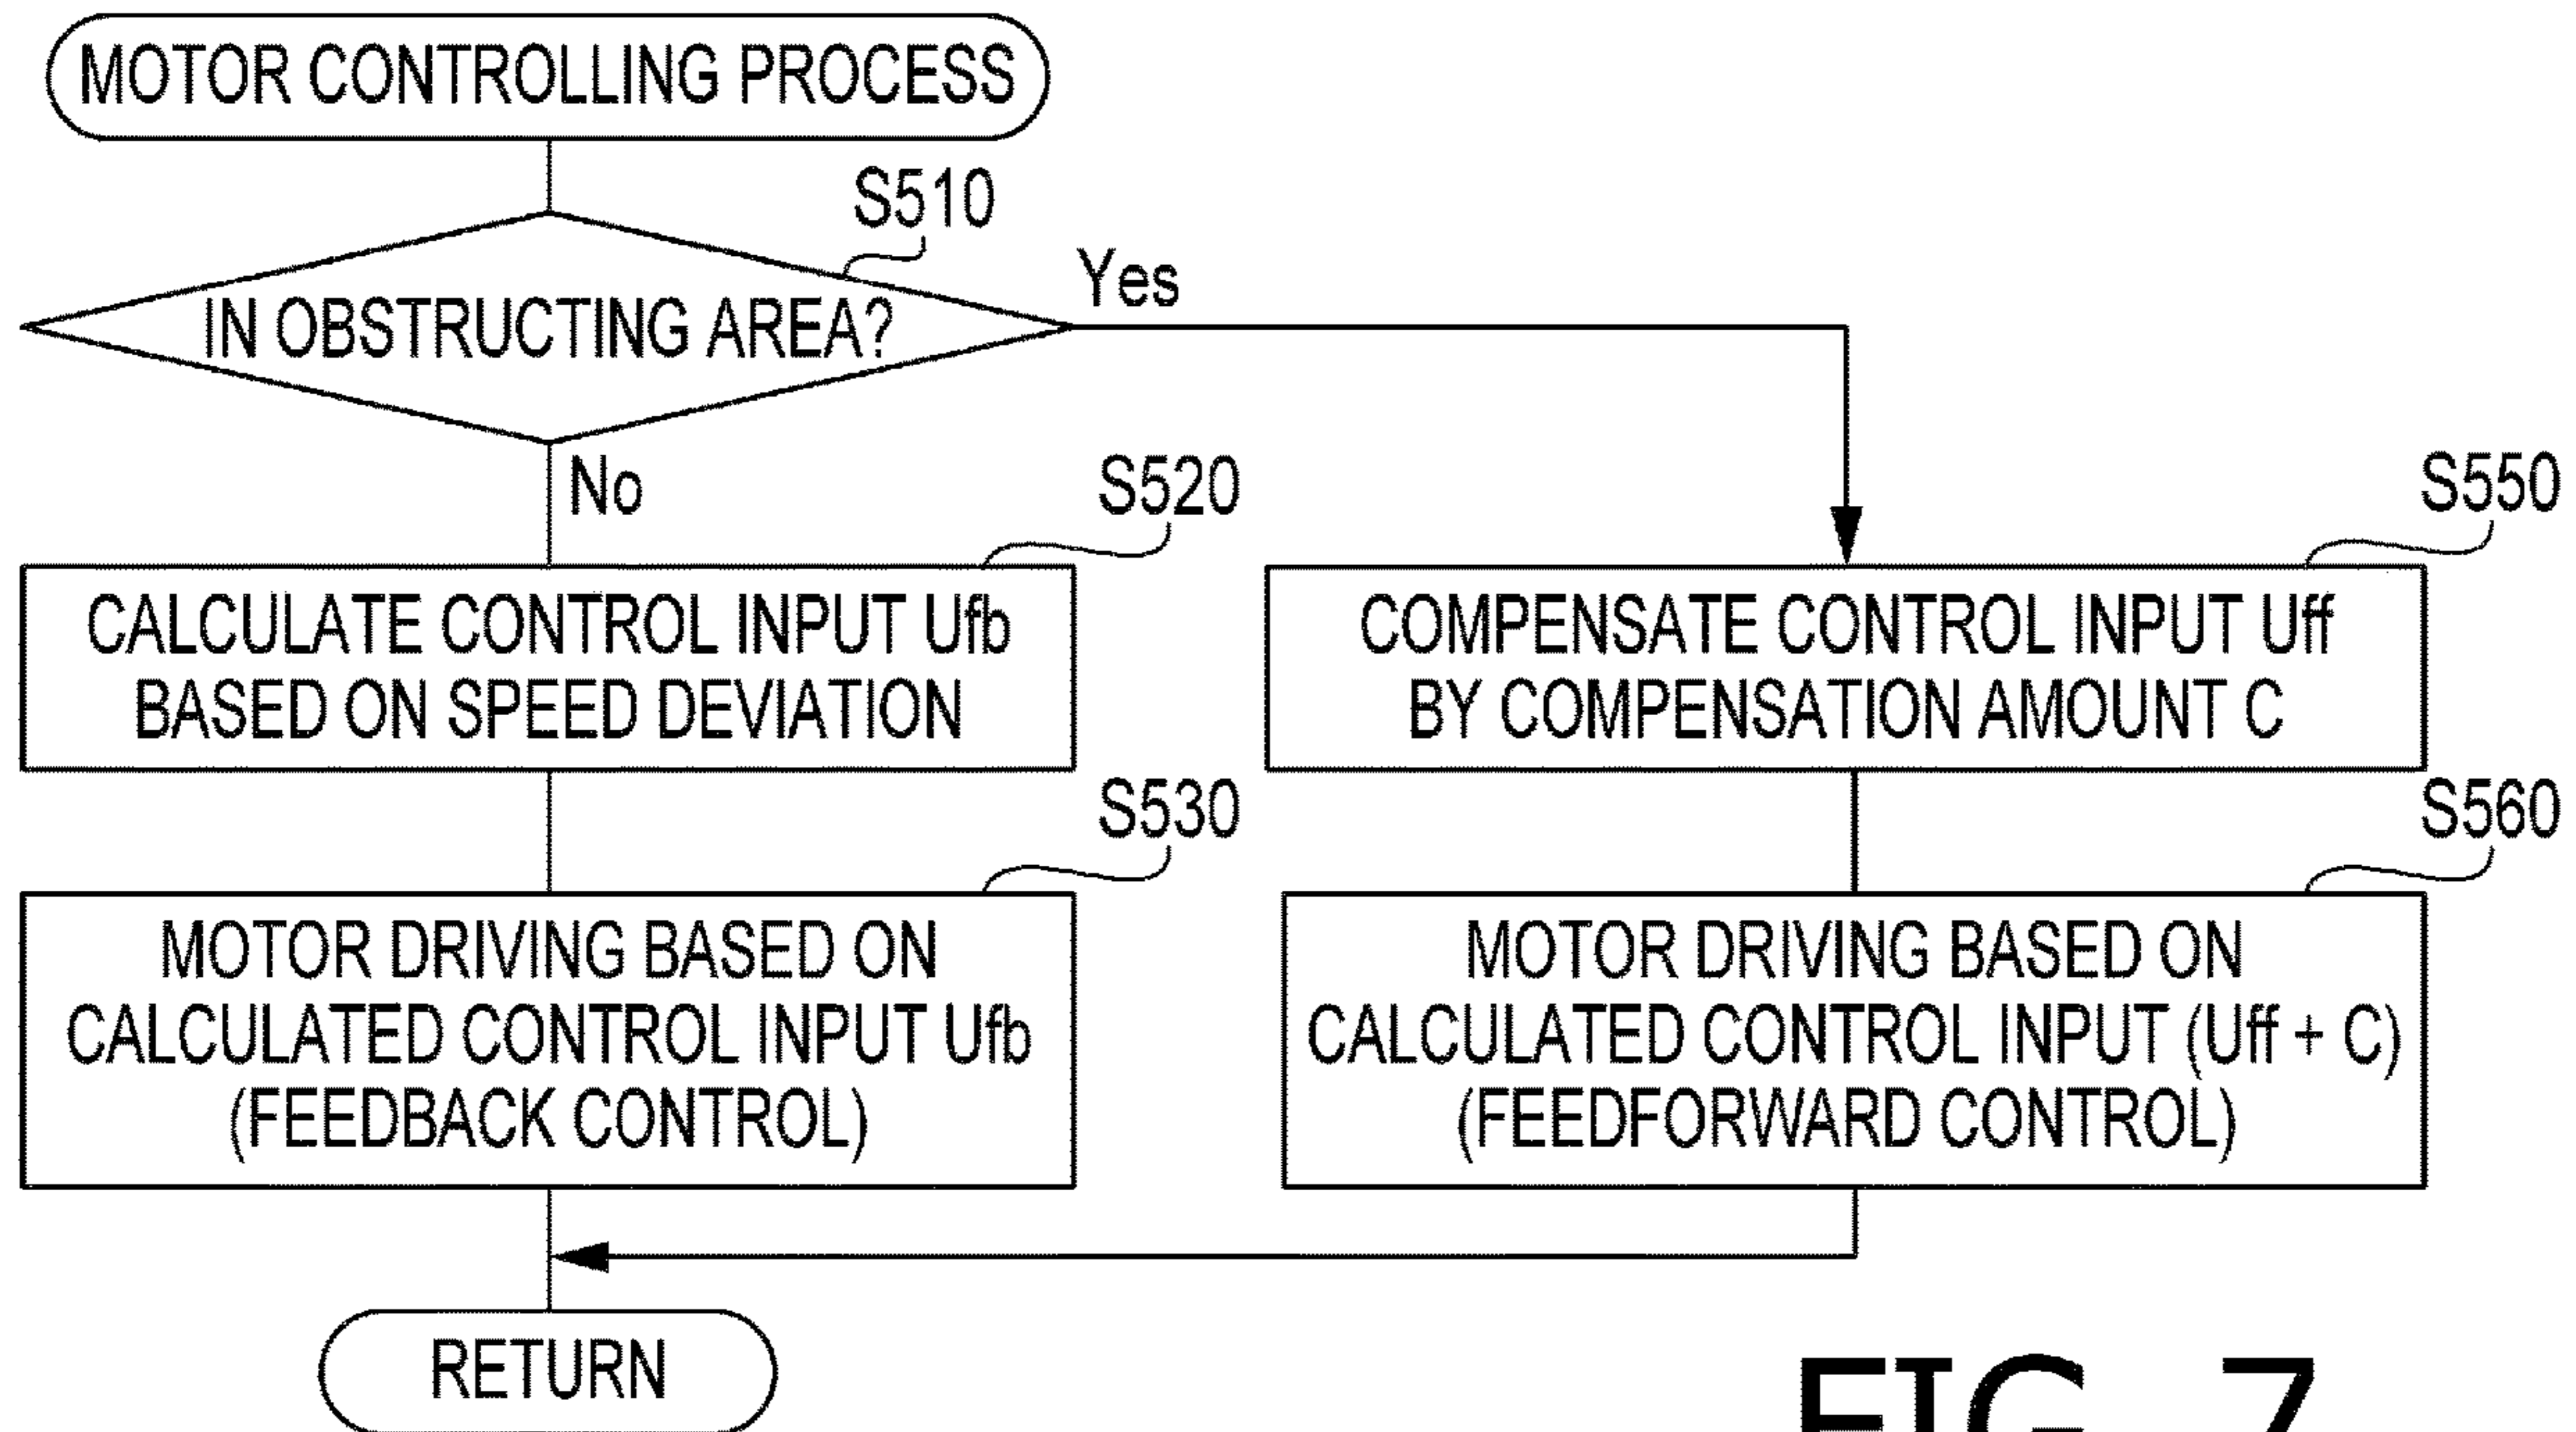 MOTOR CONTROLLING PROCESS
S510
IN OBSTRUCTING AREA?
Yes
No
S520
CALCULATE CONTROL INPUT Ufb
BASED ON SPEED DEVIATION
S530
MOTOR DRIVING BASED ON
CALCULATED CONTROL INPUT Ufb
(FEEDBACK CONTROL)
S550
COMPENSATE CONTROL INPUT Uff
BY COMPENSATION AMOUNT C
S560
MOTOR DRIVING BASED ON
CALCULATED CONTROL INPUT (Uff + C)
(FEEDFORWARD CONTROL)
RETURN
FIG. 7